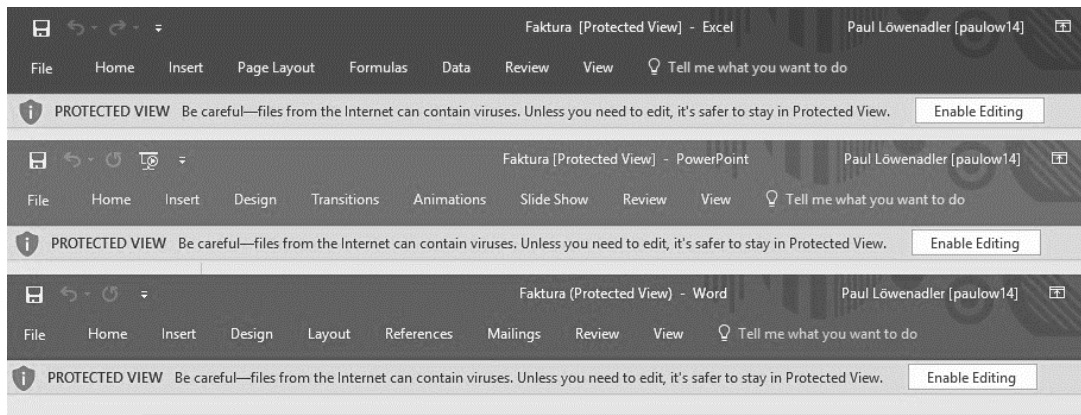 Faktura [Protected View] - Excel Paul Löwenadler [paulow14]
File Home Insert Page Layout Formulas Data Review View Tell me what you want to do
PROTECTED VIEW Be careful—files from the Internet can contain viruses. Unless you need to edit, it's safer to stay in Protected View. Enable Editing
Faktura [Protected View] - PowerPoint Paul Löwenadler [paulow14]
File Home Insert Design Transitions Animations Slide Show Review View Tell me what you want to do
PROTECTED VIEW Be careful—files from the Internet can contain viruses. Unless you need to edit, it's safer to stay in Protected View. Enable Editing
Faktura (Protected View) - Word Paul Löwenadler [paulow14]
File Home Insert Design Layout References Mailings Review View Tell me what you want to do
PROTECTED VIEW Be careful—files from the Internet can contain viruses. Unless you need to edit, it's safer to stay in Protected View. Enable Editing